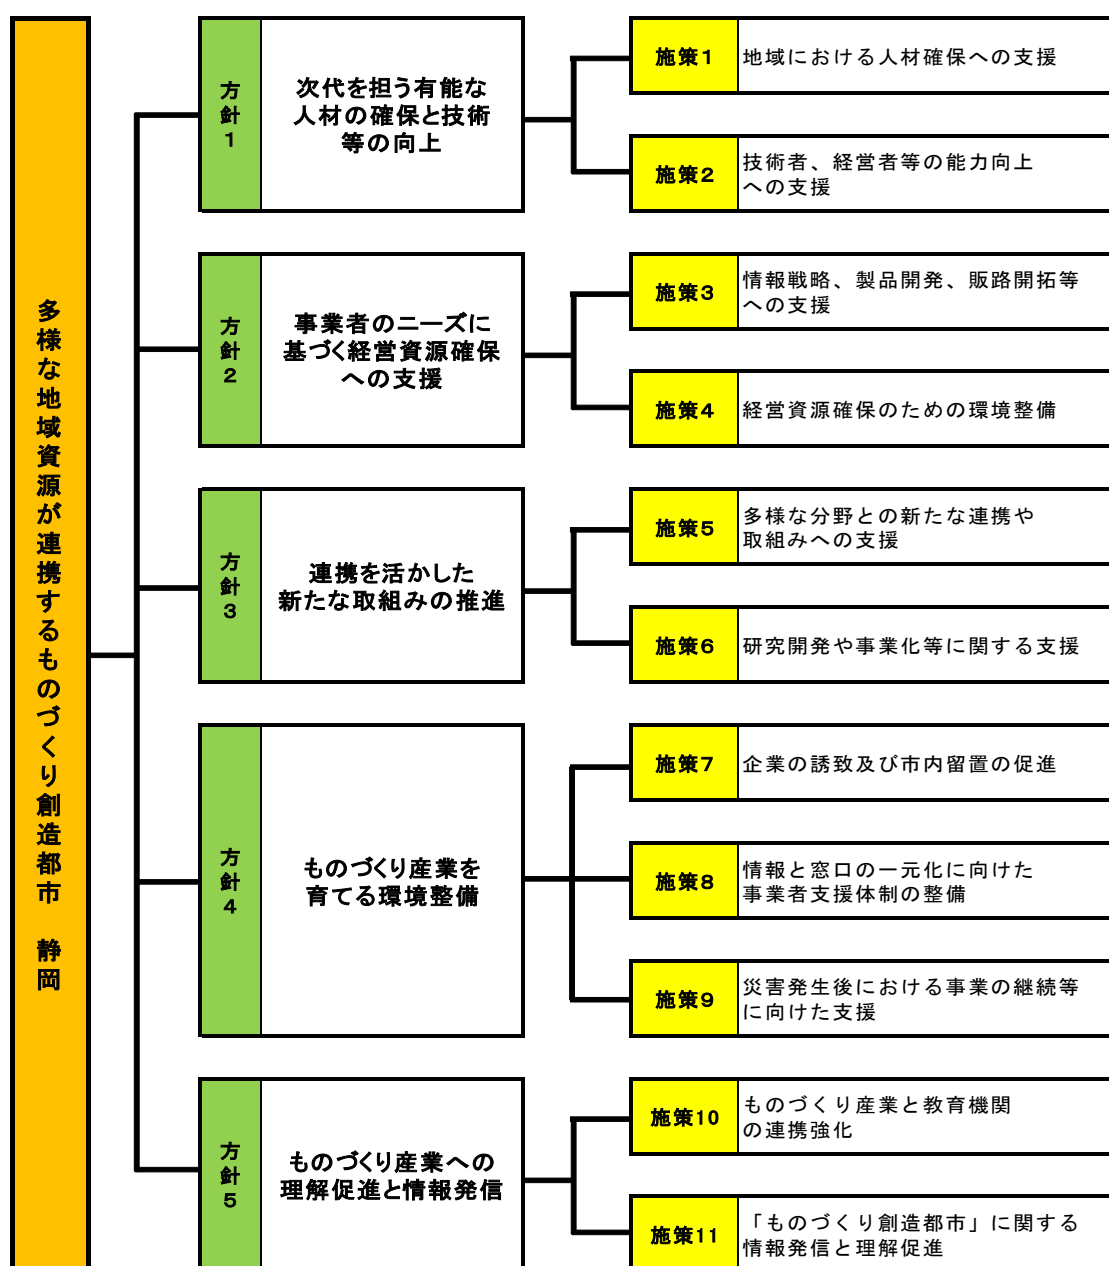 多様な地域資源が連携するものづくり創造都市　静岡
方針1
次代を担う有能な
人材の確保と技術
等の向上
施策1
地域における人材確保への支援
施策2
技術者、経営者等の能力向上
への支援
方針2
事業者のニーズに
基づく経営資源確保
への支援
施策3
情報戦略、製品開発、販路開拓等
への支援
施策4
経営資源確保のための環境整備
方針3
連携を活かした
新たな取組みの推進
施策5
多様な分野との新たな連携や
取組みへの支援
施策6
研究開発や事業化等に関する支援
方針4
ものづくり産業を
育てる環境整備
施策7
企業の誘致及び市内留置の促進
施策8
情報と窓口の一元化に向けた
事業者支援体制の整備
施策9
災害発生後における事業の継続等
に向けた支援
方針5
ものづくり産業への
理解促進と情報発信
施策10
ものづくり産業と教育機関
の連携強化
施策11
「ものづくり創造都市」に関する
情報発信と理解促進